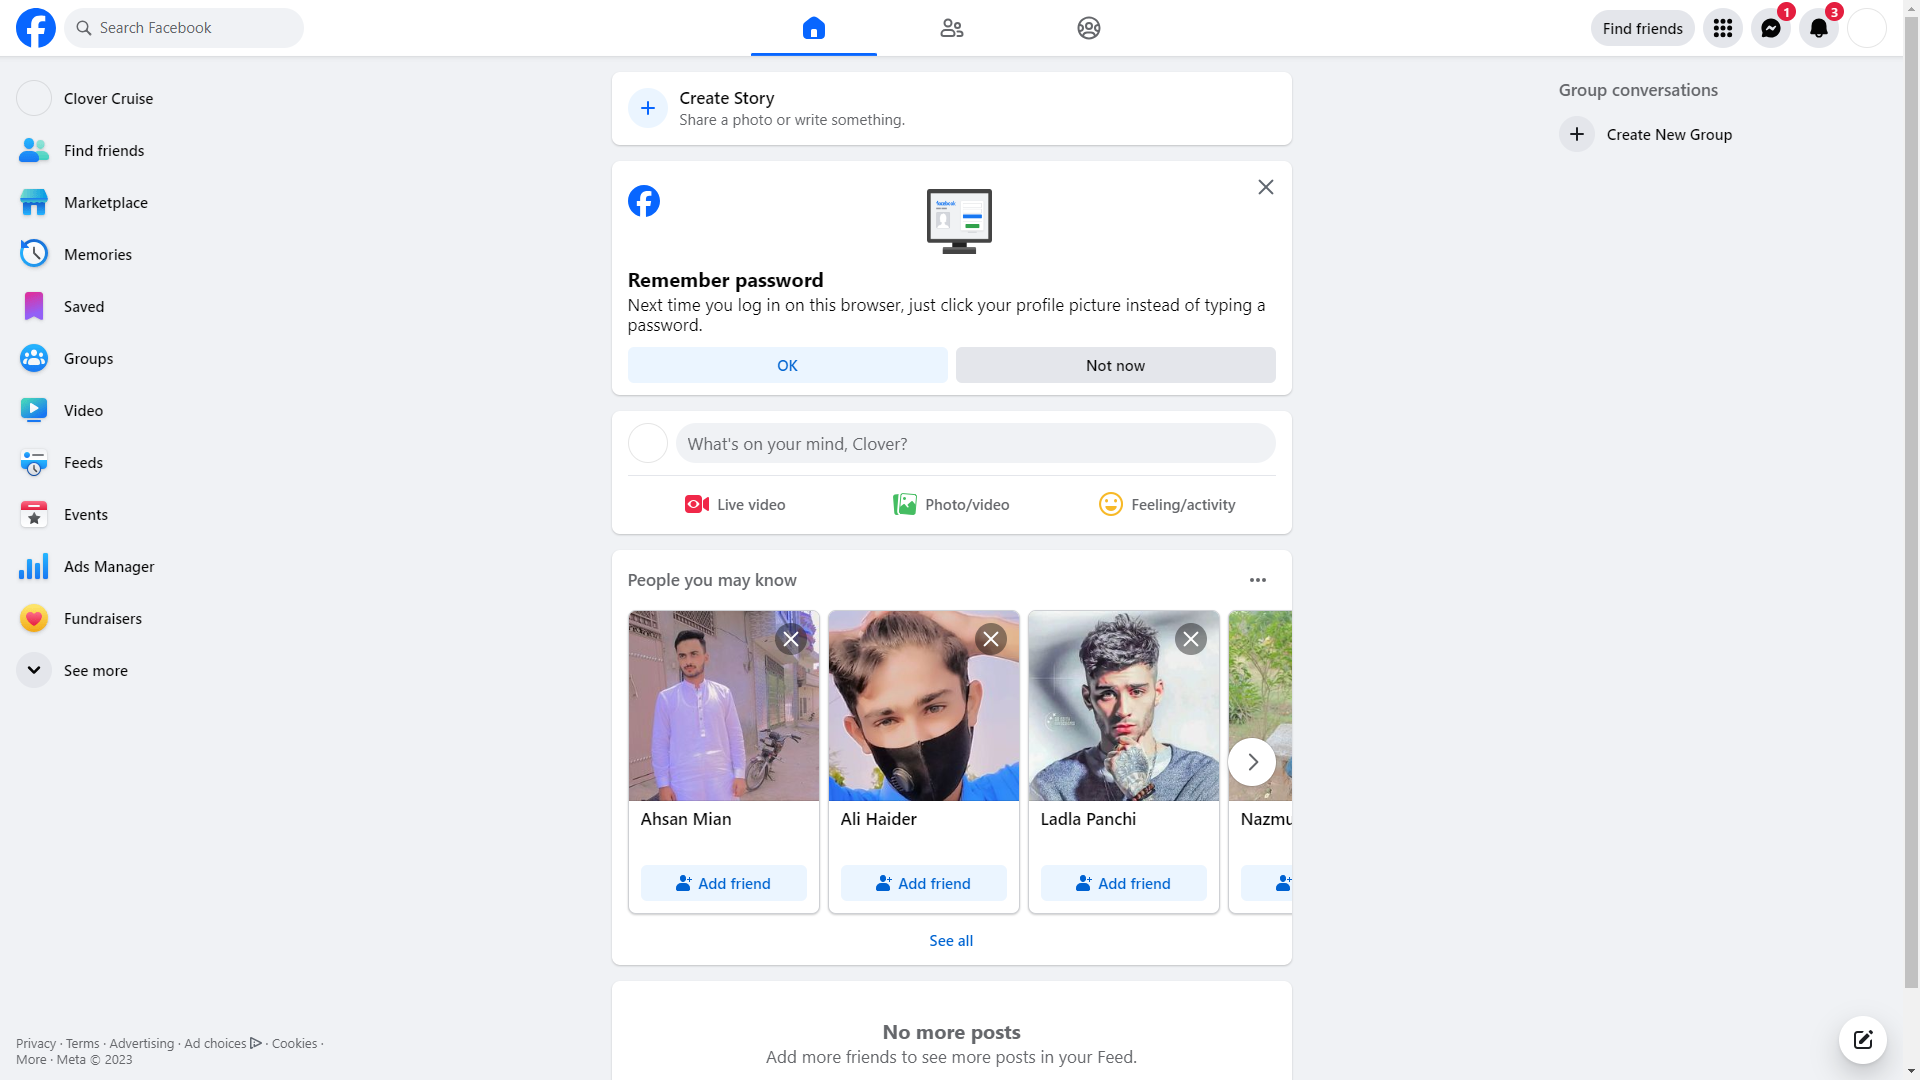 Search Facebook
Find friends
1
3
Clover Cruise
Find friends
Marketplace
Memories
Saved
Groups
Video
Feeds
Events
Ads Manager
Fundraisers
See more
Privacy · Terms · Advertising · Ad choices · Cookies ·
More · Meta © 2023
Create Story
Share a photo or write something.
facebook
Remember password
Next time you log in on this browser, just click your profile picture instead of typing a
password.
OK
Not now
What's on your mind, Clover?
Live video
Photo/video
Feeling/activity
People you may know
Ahsan Mian
Ali Haider
Ladla Panchi
Nazmu
Add friend
Add friend
Add friend
See all
No more posts
Add more friends to see more posts in your Feed.
Group conversations
Create New Group